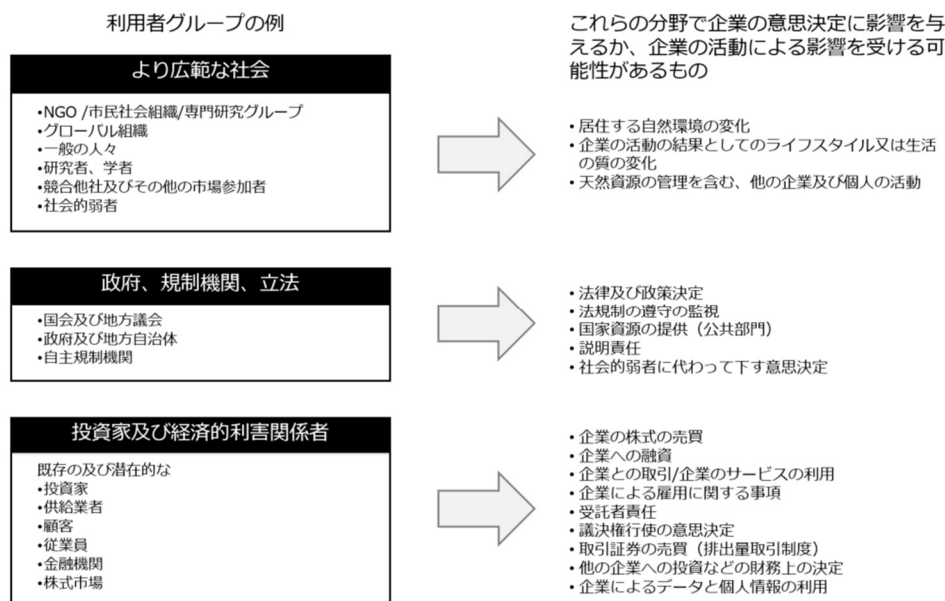 利用者グループの例
これらの分野で企業の意思決定に影響を与
えるか、企業の活動による影響を受ける可
能性があるもの
より広範な社会
•NGO /市民社会組織/専門研究グループ
•グローバル組織
•一般の人々
•研究者、学者
•競合他社及びその他の市場参加者
•社会的弱者
• 居住する自然環境の変化
• 企業の活動の結果としてのライフスタイル又は生活
の質の変化
• 天然資源の管理を含む、他の企業及び個人の活動
政府、規制機関、立法
•国会及び地方議会
•政府及び地方自治体
•自主規制機関
• 法律及び政策決定
• 法規制の遵守の監視
• 国家資源の提供（公共部門）
• 説明責任
• 社会的弱者に代わって下す意思決定
投資家及び経済的利害関係者
既存の及び潜在的な
•投資家
•供給業者
•顧客
•従業員
•金融機関
•株式市場
• 企業の株式の売買
• 企業への融資
• 企業との取引/企業のサービスの利用
• 企業による雇用に関する事項
• 受託者責任
• 議決権行使の意思決定
• 取引証券の売買（排出量取引制度）
• 他の企業への投資などの財務上の決定
• 企業によるデータと個人情報の利用